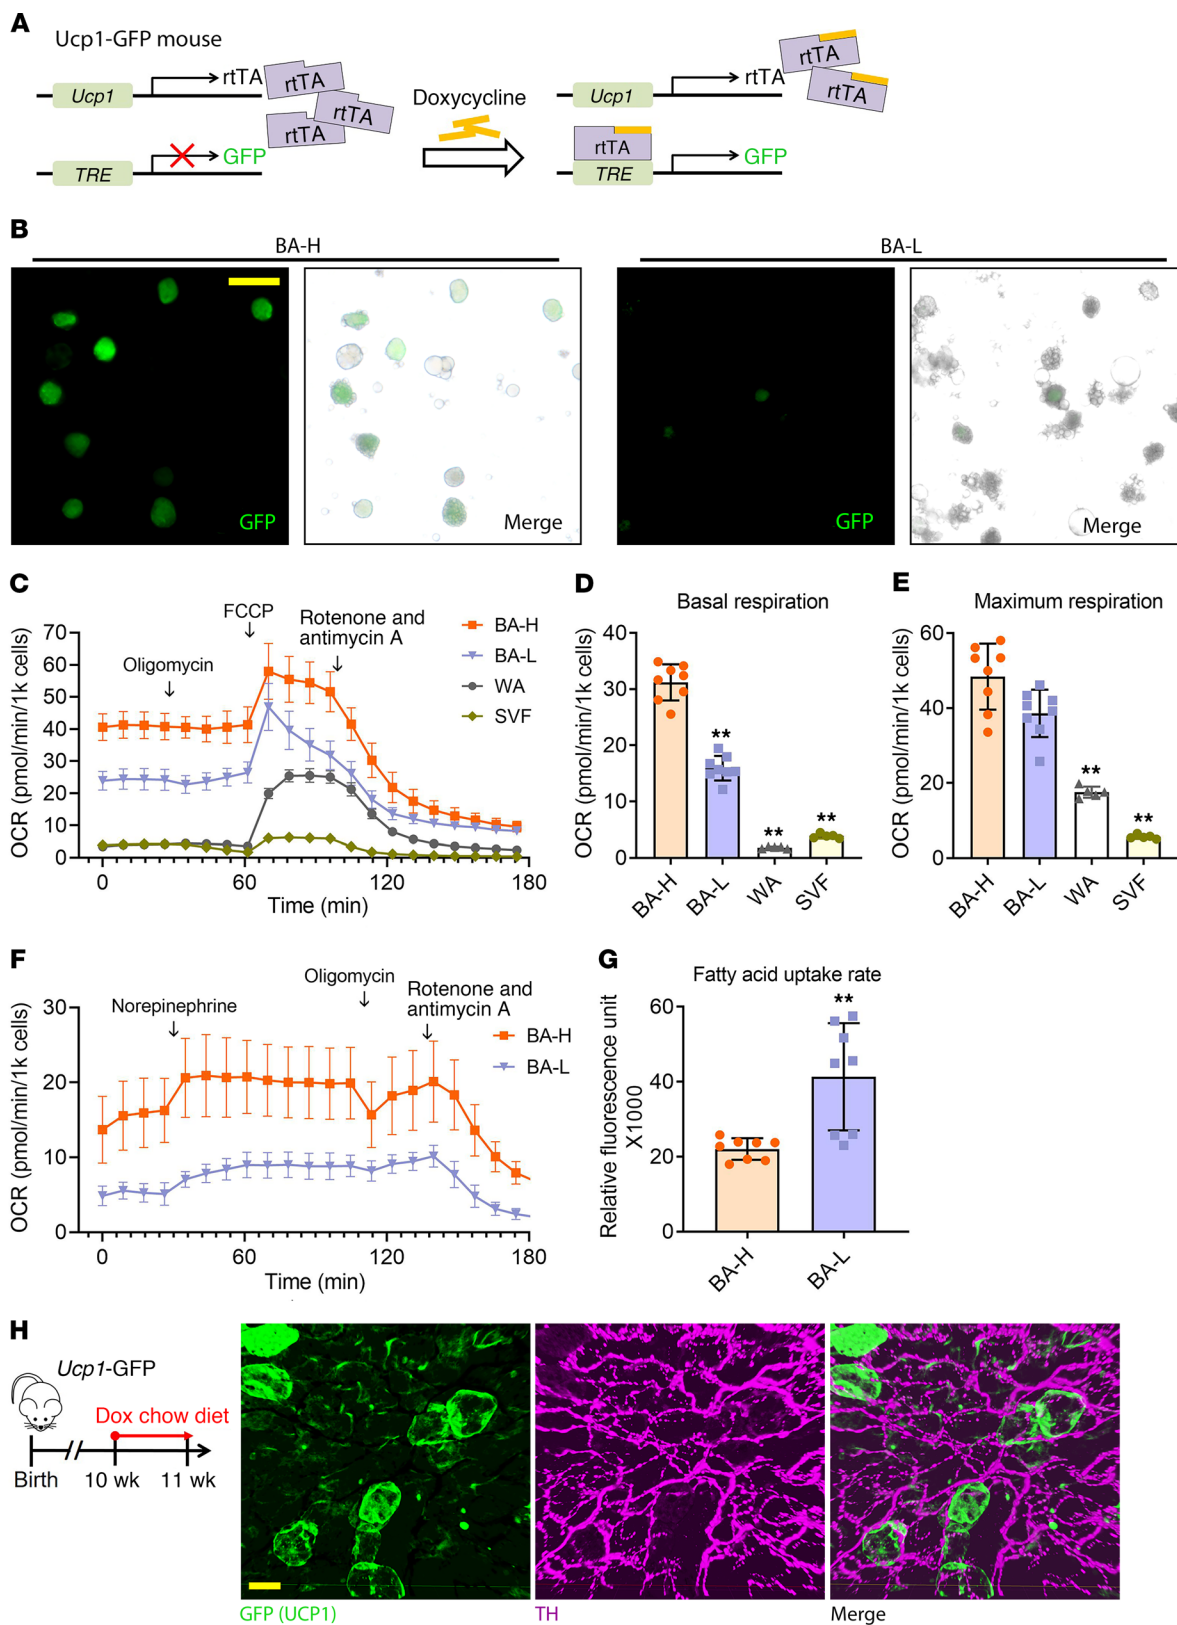 A
Ucp1-GFP mouse
Ucp1
rtTA
rtTA
rtTA
rtTA
TRE
GFP
Doxycycline
Ucp1
rtTA
rtTA
rtTA
rtTA
TRE
GFP
B
BA-H
BA-L
GFP
Merge
GFP
Merge
C
OCR (pmol/min/1k cells)
70
60
50
40
30
20
10
0
0
60
120
180
Time (min)
Oligomycin
FCCP
Rotenone and
antimycin A
BA-H
BA-L
WA
SVF
D
Basal respiration
OCR (pmol/min/1k cells)
40
30
20
10
0
**
**
**
BA-H
BA-L
WA
SVF
E
Maximum respiration
OCR (pmol/min/1k cells)
60
40
20
0
**
**
BA-H
BA-L
WA
SVF
F
OCR (pmol/min/1k cells)
30
20
10
0
0
60
120
180
Time (min)
Norepinephrine
Oligomycin
Rotenone and
antimycin A
BA-H
BA-L
G
Fatty acid uptake rate
Relative fluorescence unit
X1000
60
40
20
0
**
BA-H
BA-L
H
Ucp1-GFP
Dox chow diet
Birth
10 wk
11 wk
GFP (UCP1)
TH
Merge